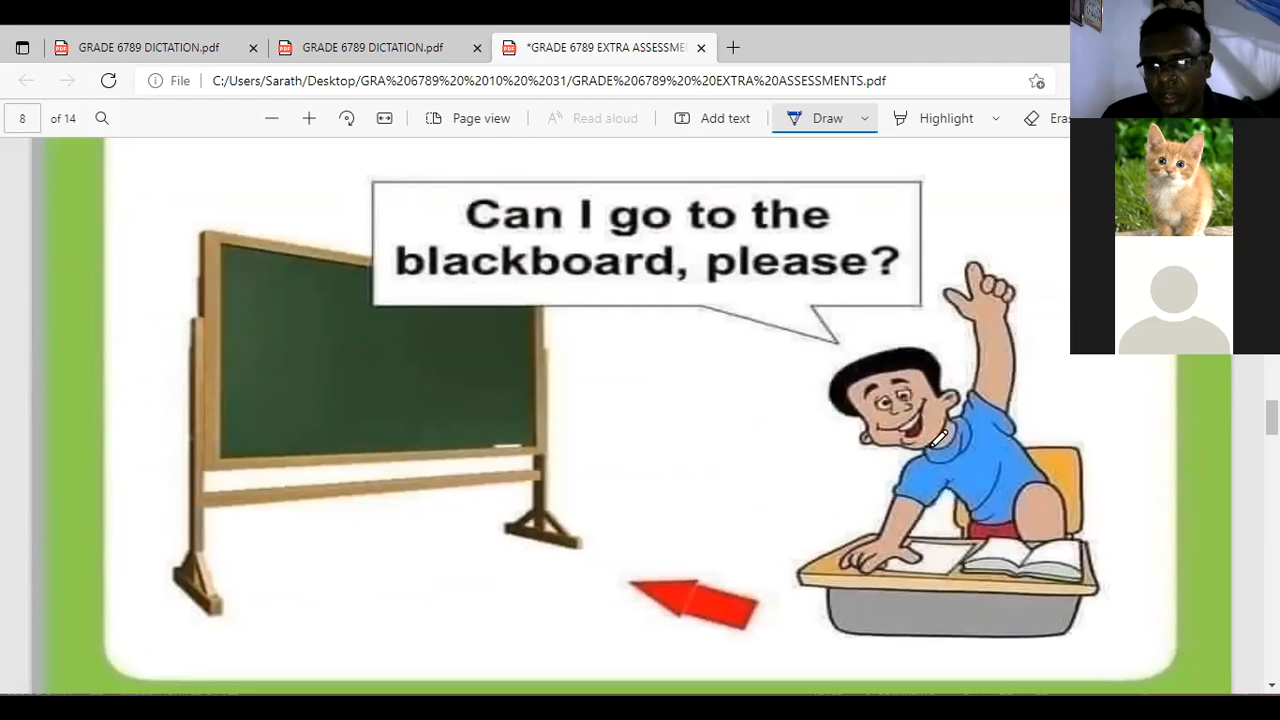 GRADE 6789 DICTATION.pdf
GRADE 6789 DICTATION.pdf
*GRADE 6789 EXTRA ASSESSME
File
C:/Users/Sarath/Desktop/GRA%206789%20%2010%20%2031/GRADE%206789%20%20EXTRA%20ASSESSMENTS.pdf
8 of 14
Page view
Read aloud
Add text
Draw
Highlight
Eras
Can I go to the
blackboard, please?